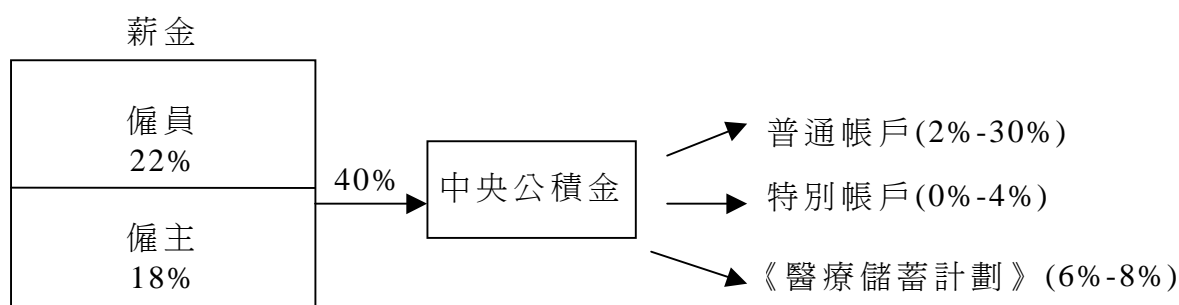 薪金
僱員
22%
僱主
18%
40%
中央公積金
普通帳戶(2%-30%)
特別帳戶(0%-4%)
《醫療儲蓄計劃》(6%-8%)